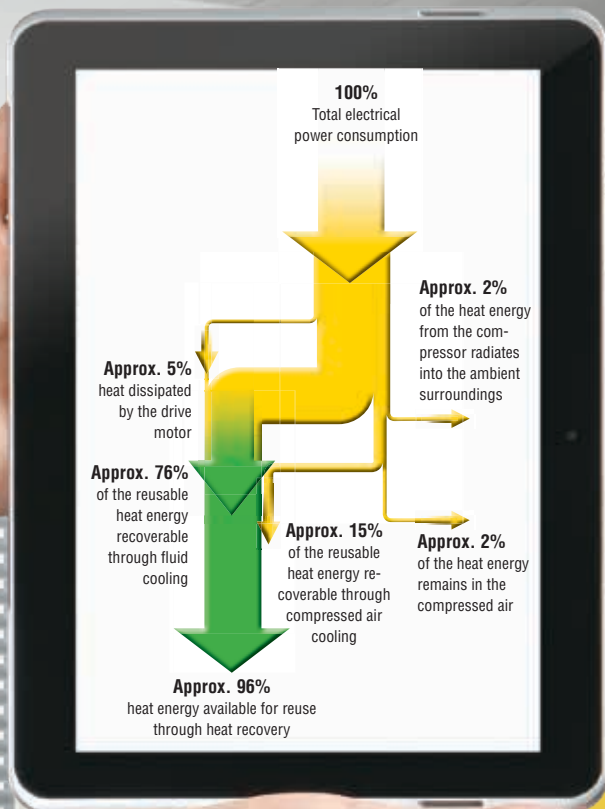 100%
Total electrical
power consumption
Approx. 2%
of the heat energy
from the com-
pressor radiates
into the ambient
surroundings
Approx. 5%
heat dissipated
by the drive
motor
Approx. 76%
of the reusable
heat energy
recoverable
through fluid
cooling
Approx. 15%
of the reusable
heat energy re-
coverable through
compressed air
cooling
Approx. 2%
of the heat energy
remains in the
compressed air
Approx. 96%
heat energy available for reuse
through heat recovery